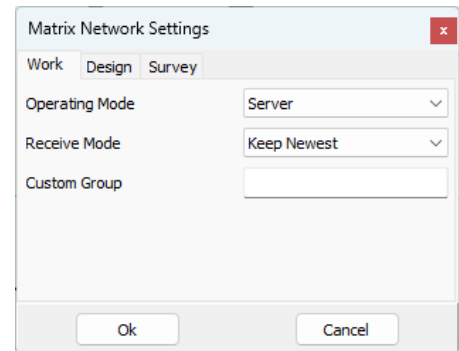 Matrix Network Settings
x
Work Design Survey
Operating Mode Server
Receive Mode Keep Newest
Custom Group
Ok Cancel